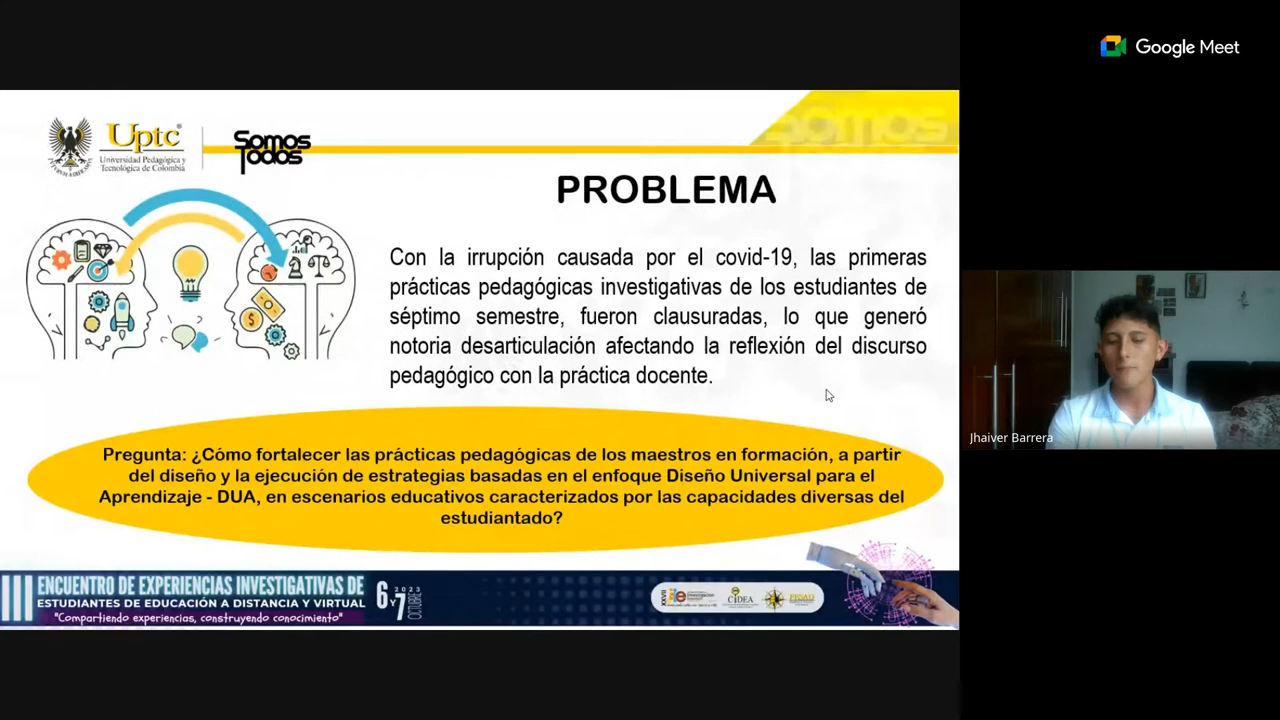 Google Meet
somos
Uptc
Universidad Pedagógica y
Tecnológica de Colombia
Somos
Todos
PROBLEMA
Con la irrupción causada por el covid-19, las primeras
prácticas pedagógicas investigativas de los estudiantes de
séptimo semestre, fueron clausuradas, lo que generó
notoria desarticulación afectando la reflexión del discurso
pedagógico con la práctica docente.
Pregunta: ¿Cómo fortalecer las prácticas pedagógicas de los maestros en formación, a partir
del diseño y la ejecución de estrategias basadas en el enfoque Diseño Universal para el
Aprendizaje - DUA, en escenarios educativos caracterizados por las capacidades diversas del
estudiantado?
Jhaiver Barrera
III ENCUENTRO DE EXPERIENCIAS INVESTIGATIVAS DE
ESTUDIANTES DE EDUCACIÓN A DISTANCIA Y VIRTUAL
"Compartiendo experiencias, construyendo conocimiento"
6 Y 7 2023 OCTUBRE
CIDEA
FESAD